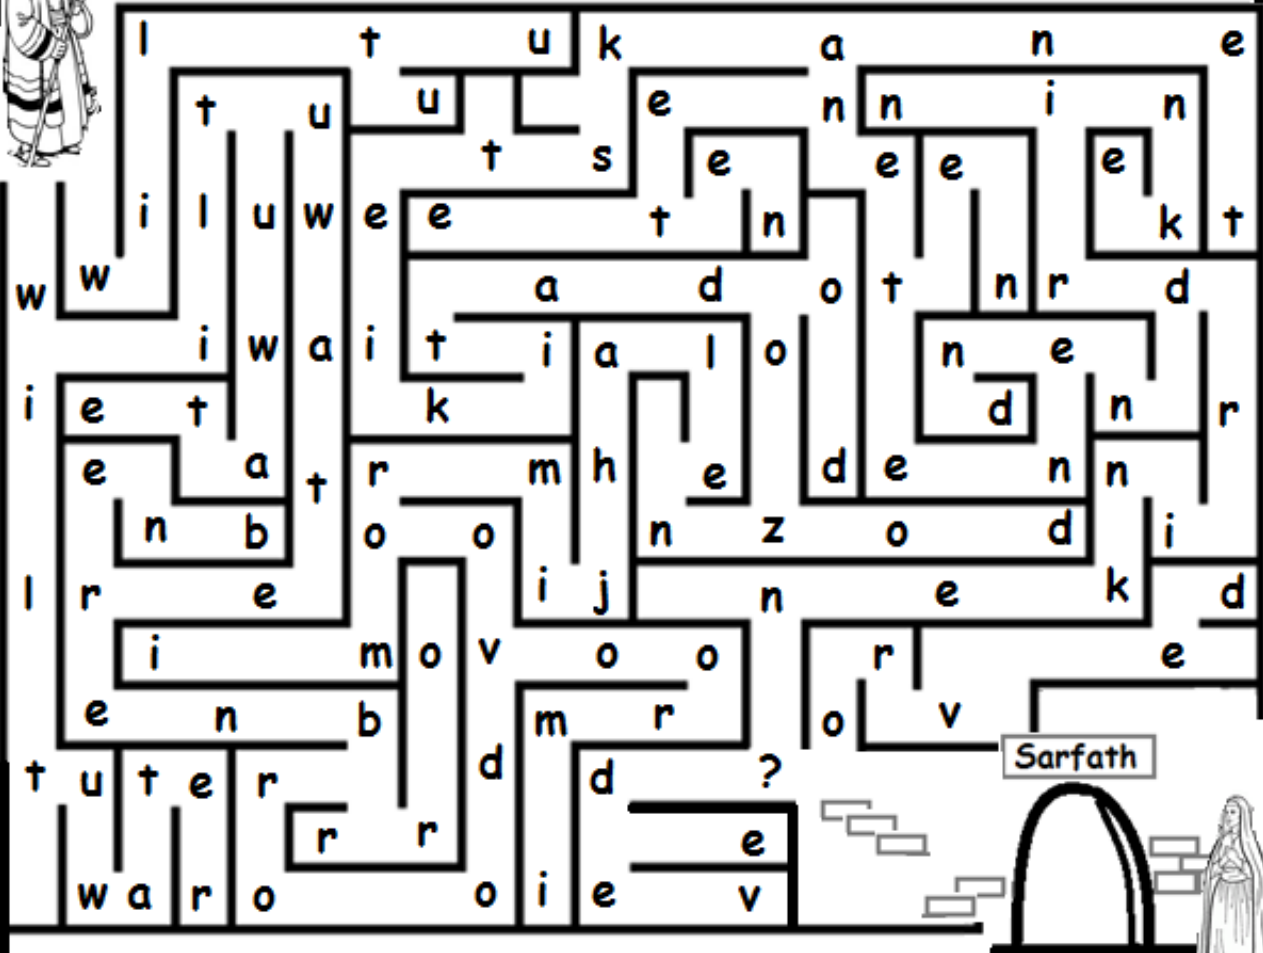 l t u k a n e
t u u e n n i n
t s e e e e
i l u w e e t n k t
w w a d o t n r d
i w a i t i a l o n e
i e t k d n r
e a t r m h e d e n n
n b o o n z o d i
l r e i j n e k d
i m o v o o r e
e n b m r o v
t u t e r d d ? Sarfath
r r e
w a r o o i e v